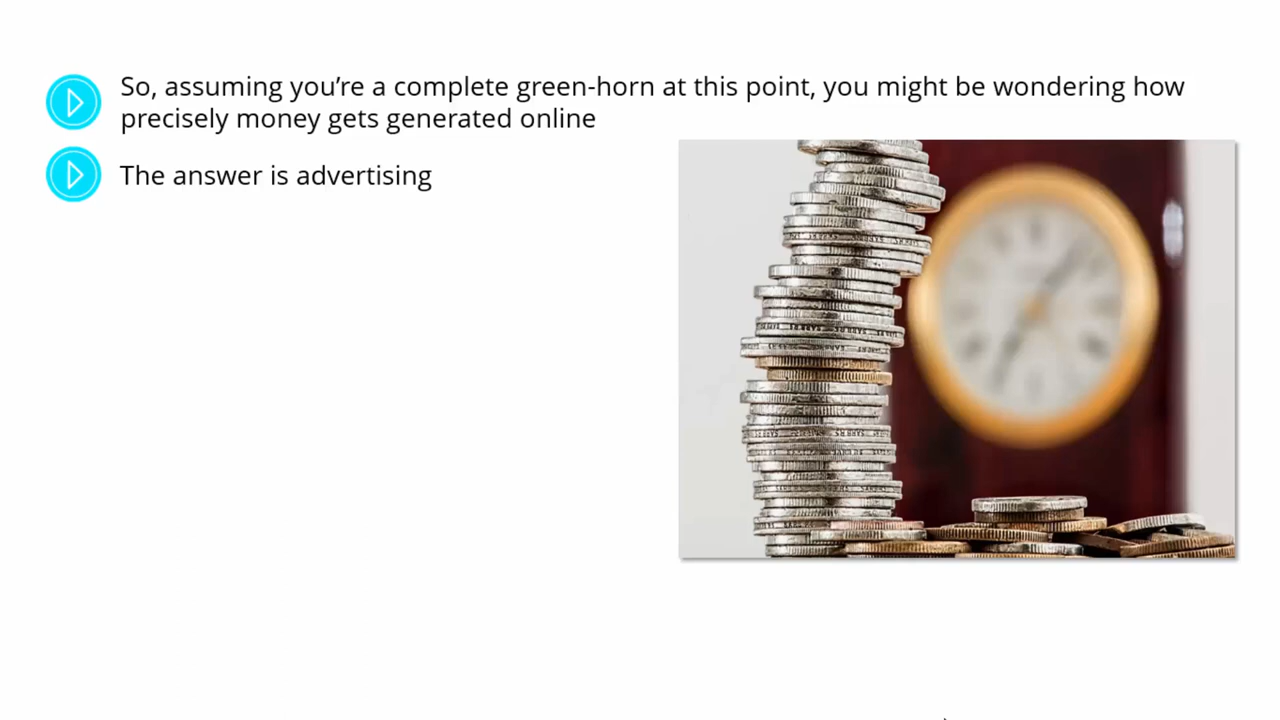 So, assuming you’re a complete green-horn at this point, you might be wondering how
precisely money gets generated online
The answer is advertising